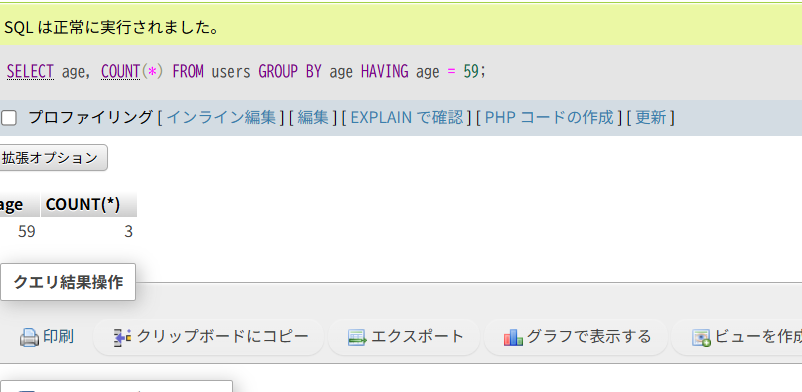 SQL は正常に実行されました。
SELECT age, COUNT(*) FROM users GROUP BY age HAVING age = 59;
プロファイリング [ インライン編集 ] [ 編集 ] [ EXPLAIN で確認 ] [ PHP コードの作成 ] [ 更新 ]
拡張オプション
age COUNT(*)
59 3
クエリ結果操作
印刷 クリップボードにコピー エクスポート グラフで表示する ビューを作成